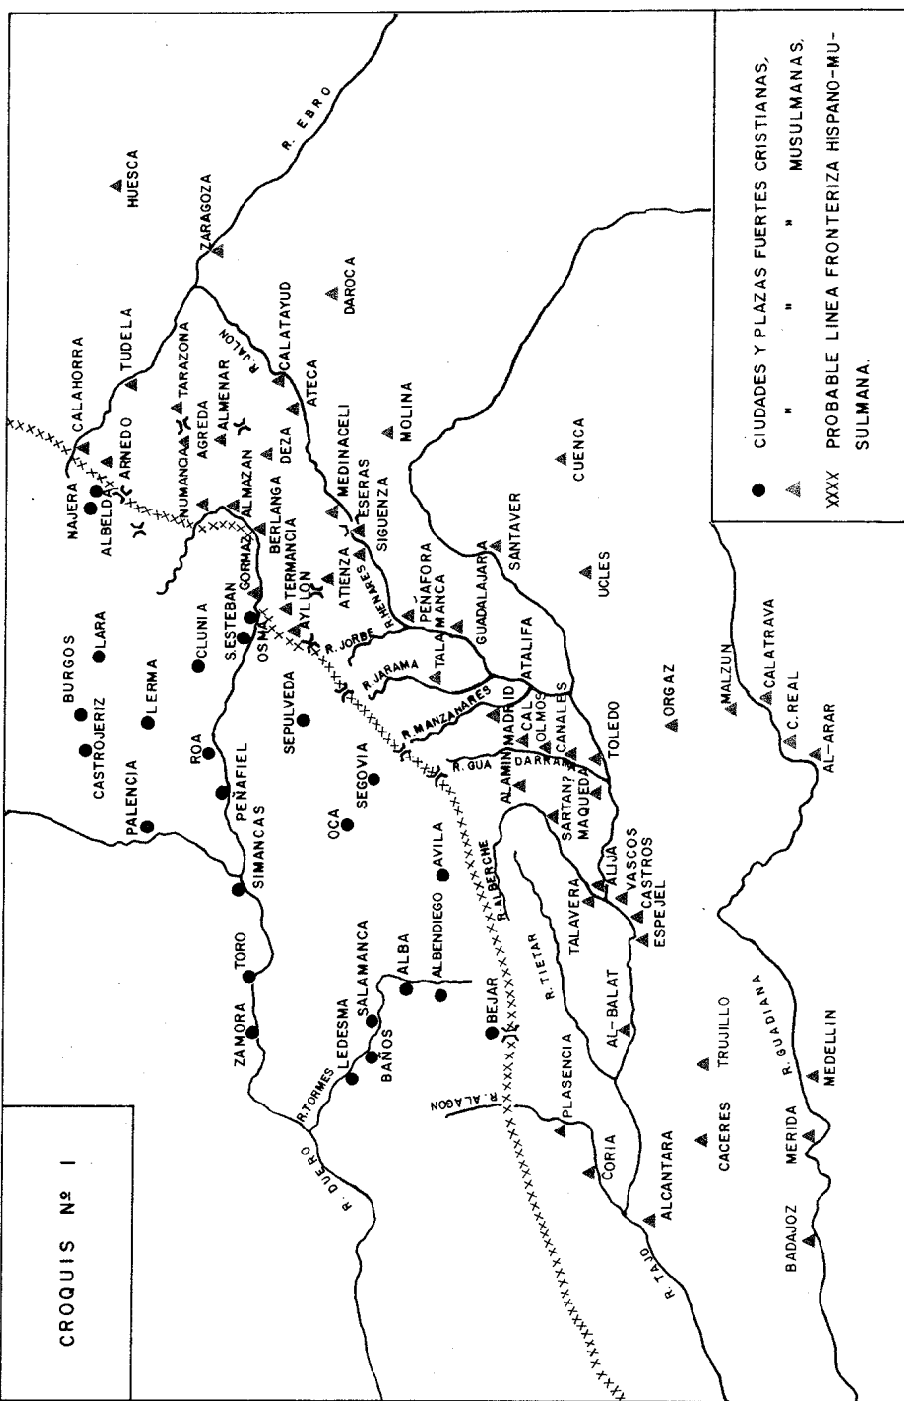 CROQUIS Nº 1
HUESCA
R. EBRO
ZARAGOZA
CALAHORRA
TUDELA
ARNEDO
NAJERA
ALBELDA
TARAZONA
NUMANCIA
AGREDA
ALMENAR
R. JALON
CALATAYUD
DAROCA
ATECA
DEZA
ALMAZAN
BERLANGA
MEDINACELI
MOLINA
ESERAS
SIGUENZA
GORMAZ
TERMANCIA
ATIENZA
R. HENARES
S. ESTEBAN
OSMA
AYLLON
CLUNIA
LARA
BURGOS
CASTROJERIZ
LERMA
PALENCIA
ROA
PEÑAFIEL
SEPULVEDA
SIMANCAS
OCA
SEGOVIA
TORO
ZAMORA
R. DUERO
R. TORMES
LEDESMA
SALAMANCA
BAÑOS
ALBA
ALBENDIEGO
AVILA
BEJAR
R. JORBE
R. JARAMA
R. MANZANARES
R. GUADARRAMA
PEÑAFORA
TALAMANCA
GUADALAJARA
SANTAVER
CUENCA
UCLES
ATALIFA
MADRID
CAL
OLMOS
CANALES
ALAMIN
TOLEDO
SARTAN?
MAQUEDA
ORGAZ
MALZUN
CALATRAVA
C. REAL
AL-ARAR
R. ALBERCHE
R. TIETAR
TALAVERA
ALIJA
VASCOS
CASTROS
ESPEJEL
AL-BALAT
R. ALAGON
PLASENCIA
CORIA
ALCANTARA
R. TAJO
CACERES
TRUJILLO
R. GUADIANA
MEDELLIN
MERIDA
BADAJOZ
● CIUDADES Y PLAZAS FUERTES CRISTIANAS,
▲ " " " MUSULMANAS,
XXXX PROBABLE LINEA FRONTERIZA HISPANO-MU-
SULMANA.